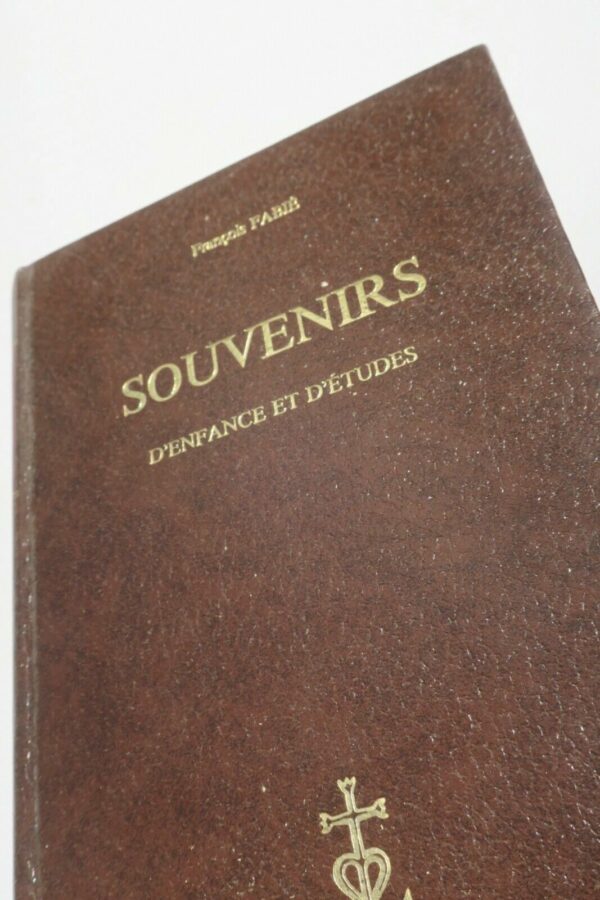 François FABIÉ
SOUVENIRS
D'ENFANCE ET D'ÉTUDES